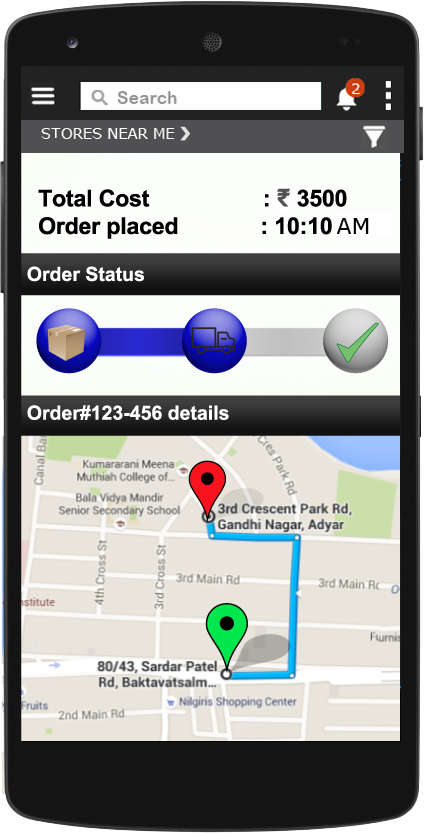 2
Search
STORES NEAR ME ❯
Total Cost : ₹ 3500
Order placed : 10:10 AM
Order Status
Order#123-456 details
Canal Ban
Cres Park Rd
Kumararani Meena
Muthiah College of...
Bala Vidya Mandir
Senior Secondary School
3rd Crescent Park Rd,
Gandhi Nagar, Adyar
4th Cross St
3rd Cross St
3rd Main Rd
3rd Main Rd
nstitute
Furnis
80/43, Sardar Patel
Rd, Baktavatsalm...
Nilgiris Shopping Center
Fruits
2nd Main Rd